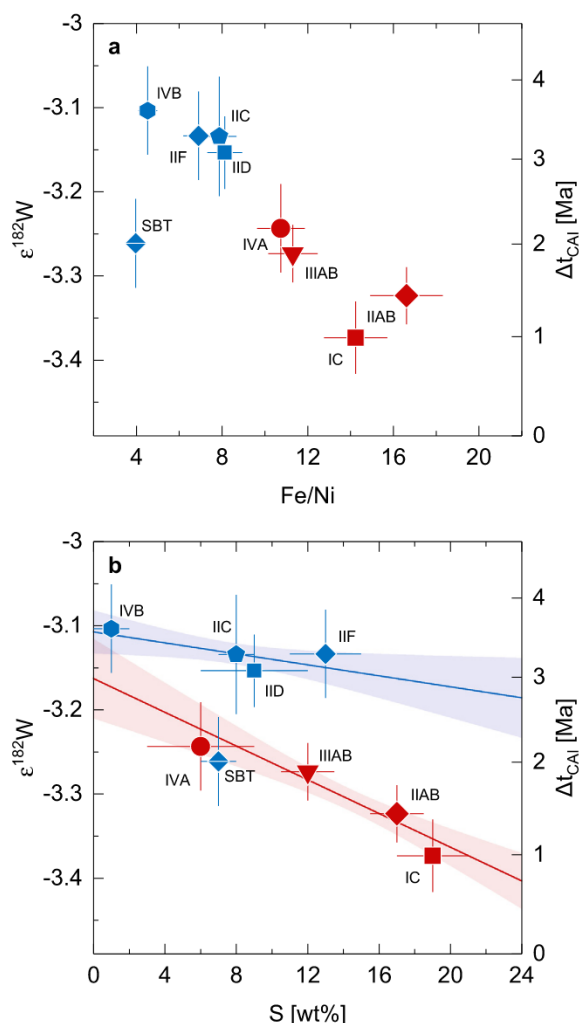 a
-3
-3.1
-3.2
-3.3
-3.4
ε¹⁸²W
IVB
IIC
IIF
IID
SBT
IVA
IIIAB
IIAB
IC
4
3
2
1
0
Δt_CAI [Ma]
4 8 12 16 20
Fe/Ni
b
-3
-3.1
-3.2
-3.3
-3.4
ε¹⁸²W
IVB
IIC
IIF
IID
IVA
SBT
IIIAB
IIAB
IC
4
3
2
1
0
Δt_CAI [Ma]
0 4 8 12 16 20 24
S [wt%]